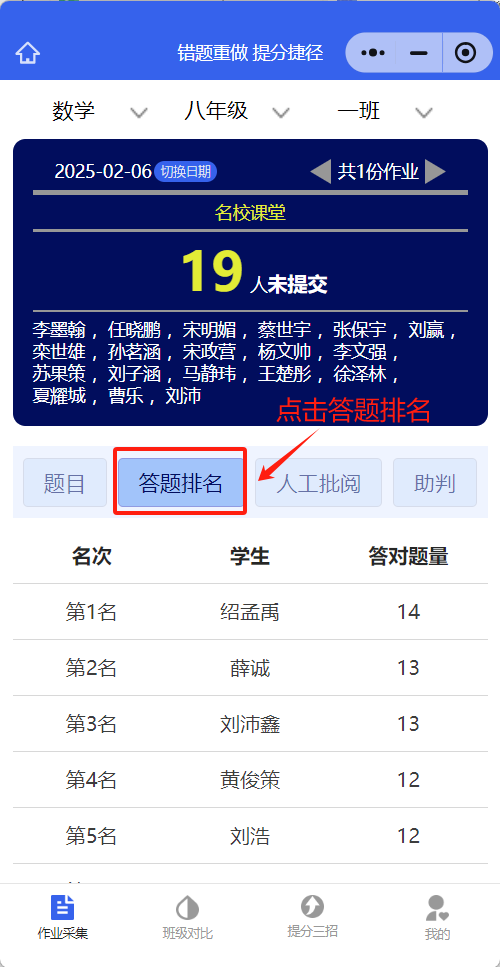 错题重做 提分捷径
数学 八年级 一班
2025-02-06 切换日期 共1份作业
名校课堂
19 人未提交
李墨翰， 任晓鹏， 宋明媚， 蔡世宇， 张保宇， 刘赢，
栾世雄， 孙茗涵， 宋政营， 杨文帅， 李文强，
苏果策， 刘子涵， 马静玮， 王楚彤， 徐泽林，
夏耀城， 曹乐， 刘沛
点击答题排名
题目 答题排名 人工批阅 助判
名次 学生 答对题量
第1名 绍孟禹 14
第2名 薛诚 13
第3名 刘沛鑫 13
第4名 黄俊策 12
第5名 刘浩 12
作业采集 班级对比 提分三招 我的